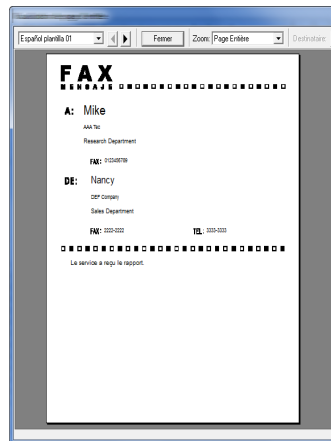 Español plantilla 01
Fermer
Zoom:
Page Entière
Destinataire:
FAX
MENSAJE
A: Mike
AAA Tec
Research Department
FAX: 0123456789
DE: Nancy
DEF Company
Sales Department
FAX: 2222-2222
TEL: 3333-3333
Le service a reçu le rapport.